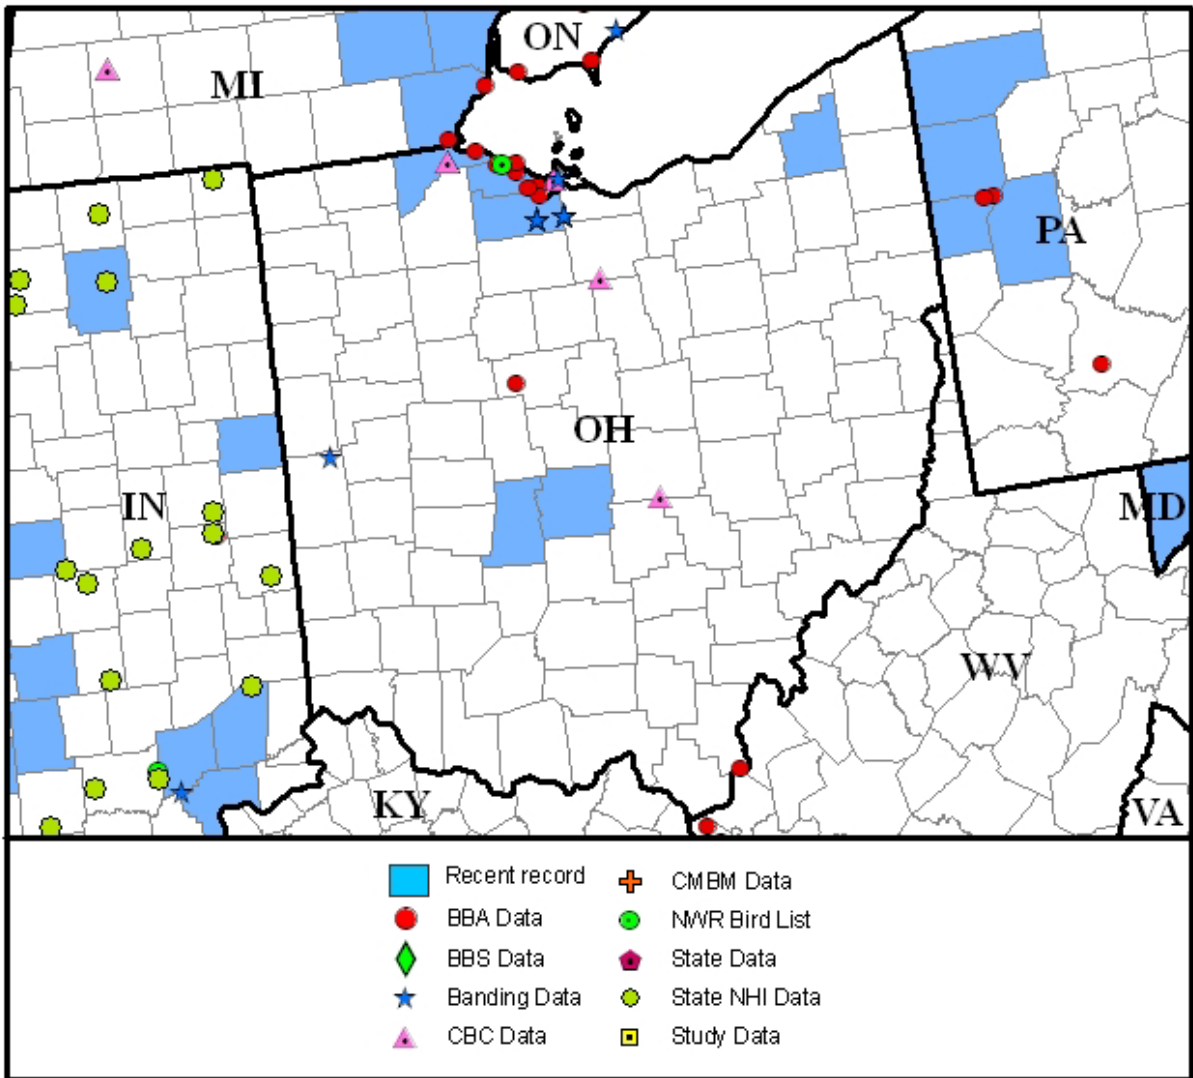 ON
MI
PA
OH
IN
MD
WV
KY
VA
Recent record
CMBM Data
BBA Data
NWR Bird List
BBS Data
State Data
Banding Data
State NHI Data
CBC Data
Study Data